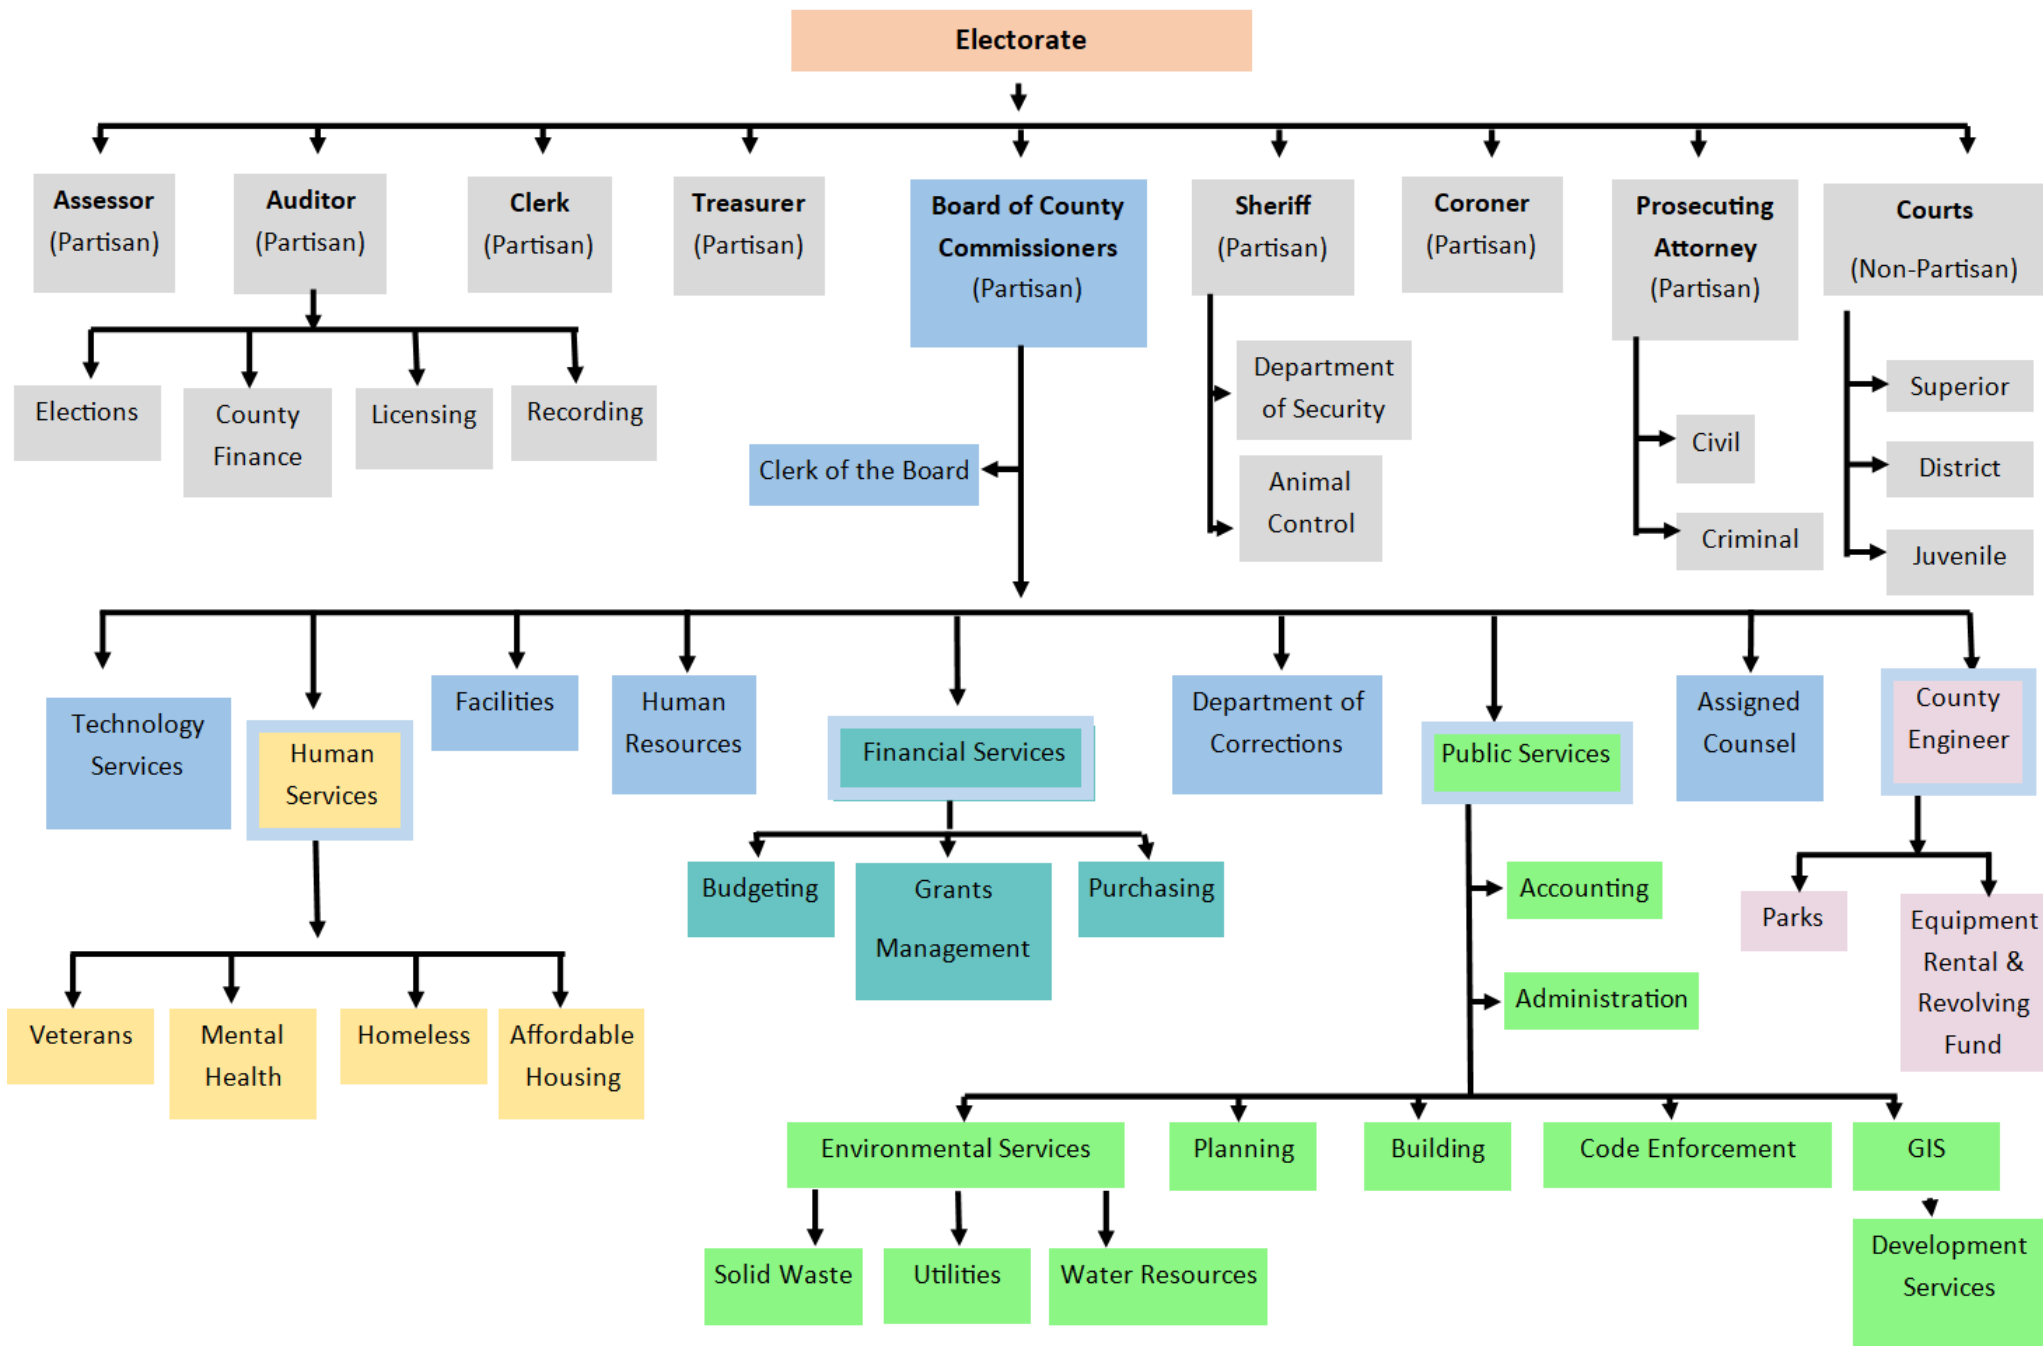 Electorate
Assessor
(Partisan)
Auditor
(Partisan)
Clerk
(Partisan)
Treasurer
(Partisan)
Board of County
Commissioners
(Partisan)
Sheriff
(Partisan)
Coroner
(Partisan)
Prosecuting
Attorney
(Partisan)
Courts
(Non-Partisan)
Elections
County
Finance
Licensing
Recording
Clerk of the Board
Department
of Security
Animal
Control
Civil
Criminal
Superior
District
Juvenile
Technology
Services
Human
Services
Facilities
Human
Resources
Financial Services
Department of
Corrections
Public Services
Assigned
Counsel
County
Engineer
Budgeting
Grants
Management
Purchasing
Accounting
Administration
Parks
Equipment
Rental &
Revolving
Fund
Veterans
Mental
Health
Homeless
Affordable
Housing
Environmental Services
Planning
Building
Code Enforcement
GIS
Solid Waste
Utilities
Water Resources
Development
Services